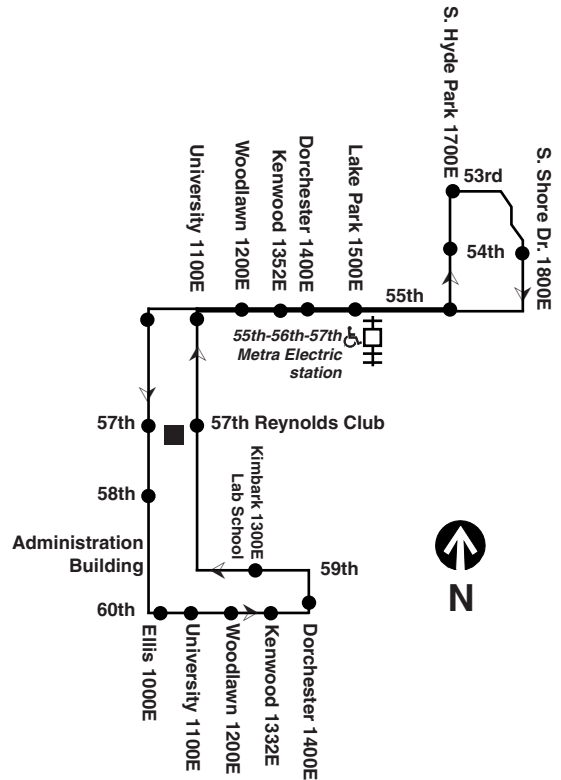 S. Hyde Park 1700E
S. Shore Dr. 1800E
53rd
54th
University 1100E
Woodlawn 1200E
Kenwood 1352E
Dorchester 1400E
Lake Park 1500E
55th
55th-56th-57th
Metra Electric
station
57th
57th Reynolds Club
58th
Kimbark 1300E
Lab School
Administration
Building
59th
60th
Ellis 1000E
University 1100E
Woodlawn 1200E
Kenwood 1332E
Dorchester 1400E
N